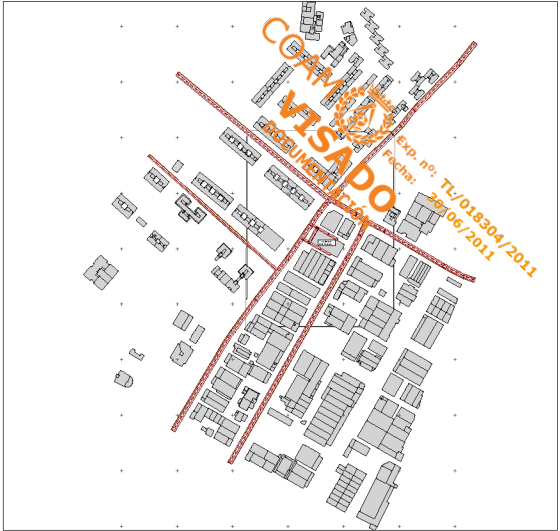 COAM
VISADO
DOCUMENTACIÓN
Exp. nº: TL/018304/2011
Fecha: 30/06/2011